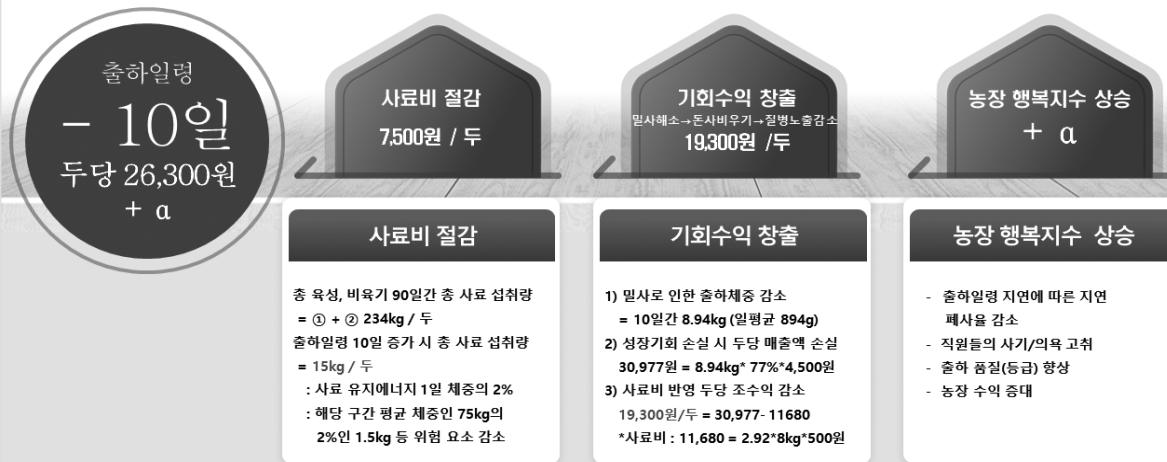 출하일령
- 10일
두당 26,300원
+ α
사료비 절감
7,500원 / 두
기회수익 창출
밀사해소→돈사비우기→질병노출감소
19,300원 /두
농장 행복지수 상승
+ α
사료비 절감
총 육성, 비육기 90일간 총 사료 섭취량
= ① + ② 234kg / 두
출하일령 10일 증가 시 총 사료 섭취량
= 15kg / 두
: 사료 유지에너지 1일 체중의 2%
: 해당 구간 평균 체중인 75kg의
2%인 1.5kg 등 위험 요소 감소
기회수익 창출
1) 밀사로 인한 출하체중 감소
= 10일간 8.94kg (일평균 894g)
2) 성장기회 손실 시 두당 매출액 손실
30,977원 = 8.94kg* 77%*4,500원
3) 사료비 반영 두당 조수익 감소
19,300원/두 = 30,977- 11680
*사료비 : 11,680 = 2.92*8kg*500원
농장 행복지수 상승
- 출하일령 지연에 따른 지연
폐사율 감소
- 직원들의 사기/의욕 고취
- 출하 품질(등급) 향상
- 농장 수익 증대